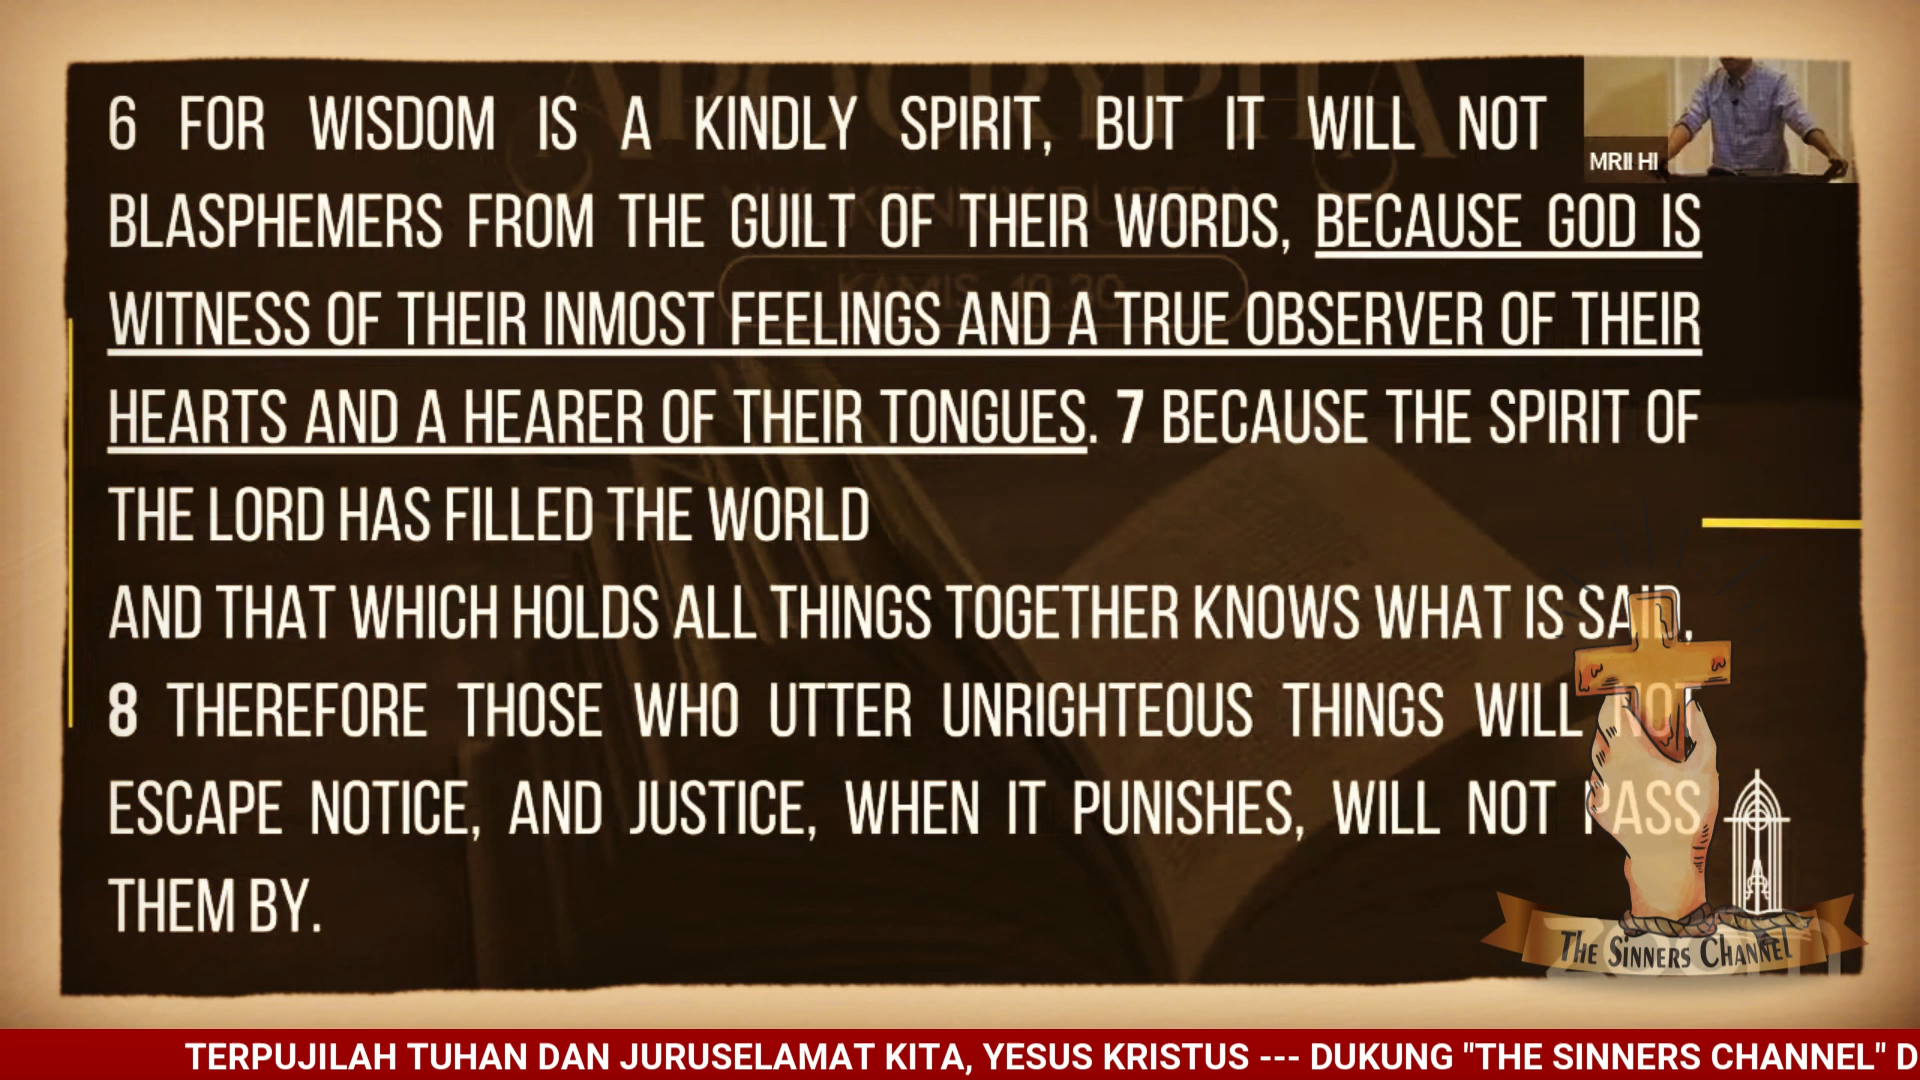 6 FOR WISDOM IS A KINDLY SPIRIT, BUT IT WILL NOT
MRII HI
BLASPHEMERS FROM THE GUILT OF THEIR WORDS, BECAUSE GOD IS
WITNESS OF THEIR INMOST FEELINGS AND A TRUE OBSERVER OF THEIR
HEARTS AND A HEARER OF THEIR TONGUES. 7 BECAUSE THE SPIRIT OF
THE LORD HAS FILLED THE WORLD
AND THAT WHICH HOLDS ALL THINGS TOGETHER KNOWS WHAT IS SAID,
8 THEREFORE THOSE WHO UTTER UNRIGHTEOUS THINGS WILL NOT
ESCAPE NOTICE, AND JUSTICE, WHEN IT PUNISHES, WILL NOT PASS
THEM BY.
THE SINNERS CHANNEL
zoom
TERPUJILAH TUHAN DAN JURUSELAMAT KITA, YESUS KRISTUS --- DUKUNG "THE SINNERS CHANNEL" D